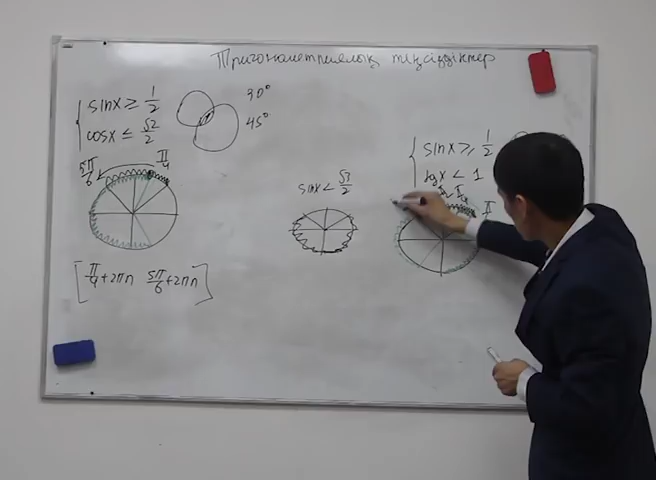 Тригонометриялық теңсіздіктер
sinx ≥ 1/2
cosx ≤ √2/2
30°
45°
5π/6
π/4
[π/4+2πn 5π/6+2πn]
sinx < √3/2
sinx ≥ 1/2
tgx < 1